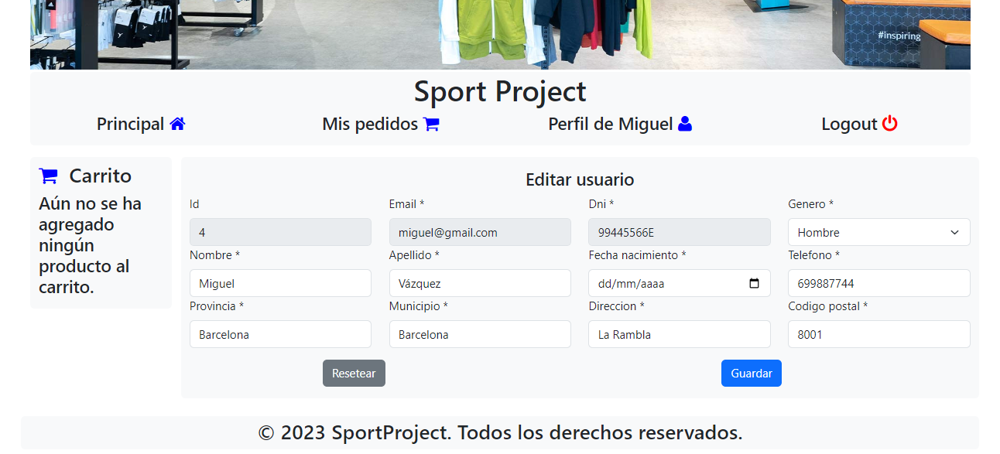 #inspiring
Sport Project
Principal
Mis pedidos
Perfil de Miguel
Logout
Carrito
Aún no se ha
agregado
ningún
producto al
carrito.
Editar usuario
Id
Email *
Dni *
Genero *
4
miguel@gmail.com
99445566E
Hombre
Nombre *
Apellido *
Fecha nacimiento *
Telefono *
Miguel
Vázquez
dd/mm/aaaa
699887744
Provincia *
Municipio *
Direccion *
Codigo postal *
Barcelona
Barcelona
La Rambla
8001
Resetear
Guardar
© 2023 SportProject. Todos los derechos reservados.